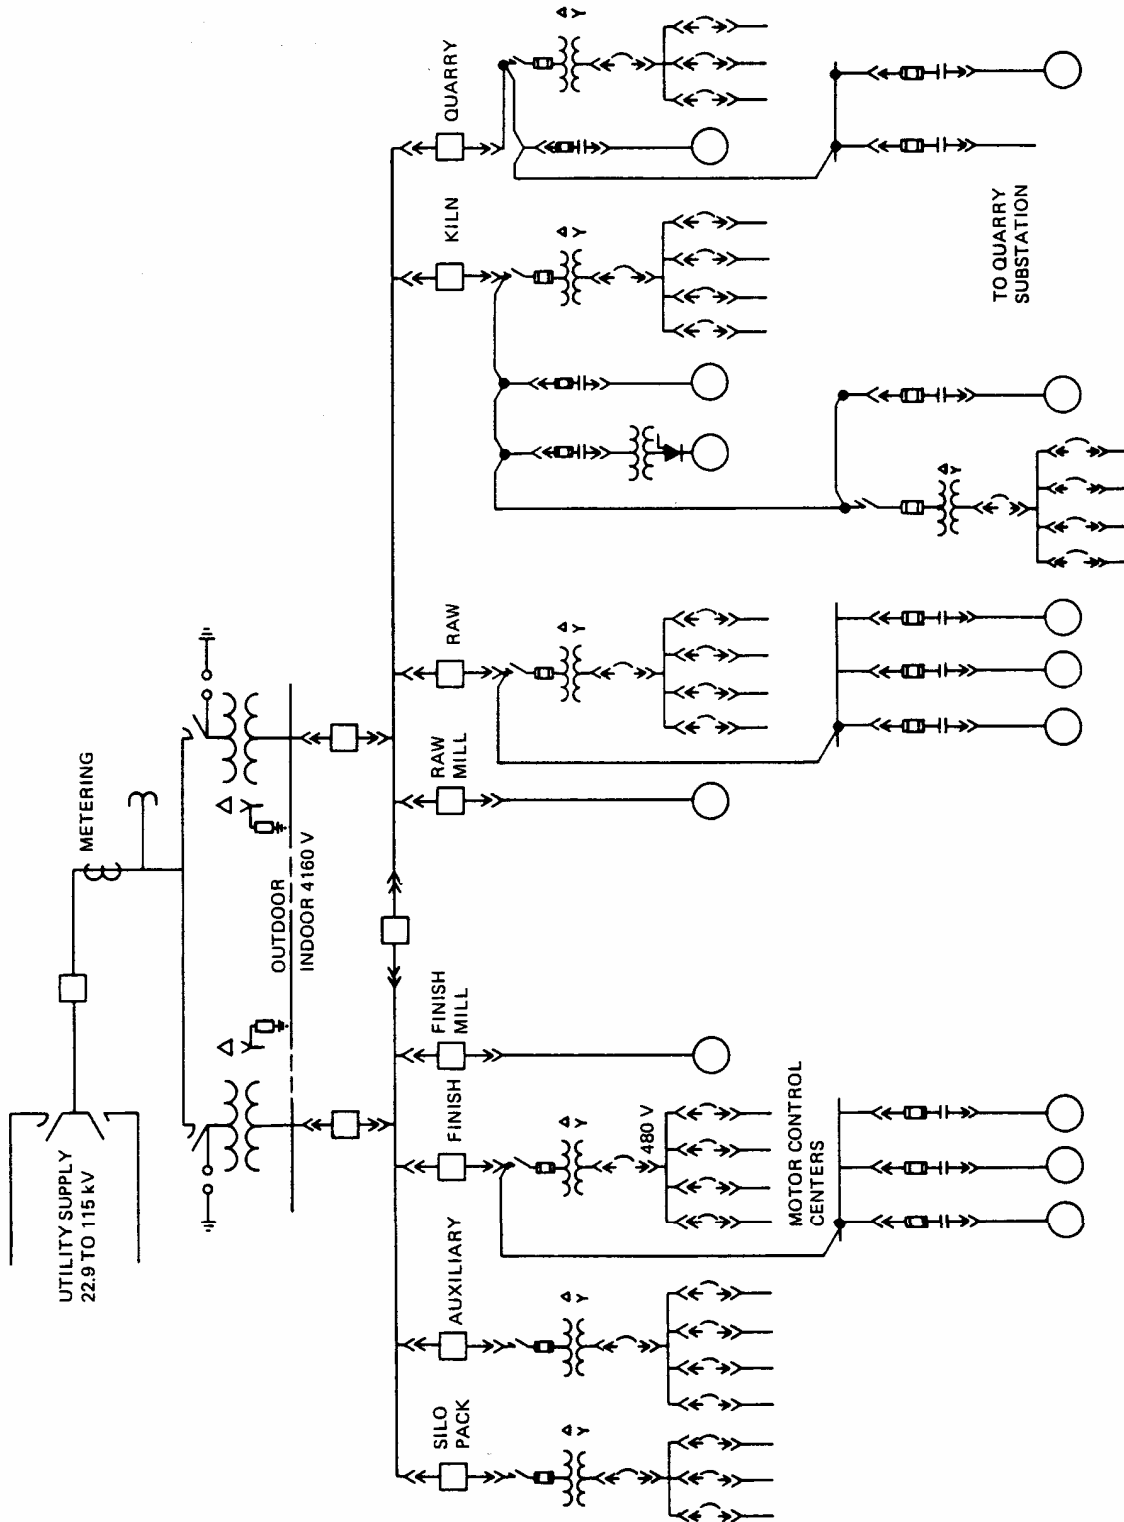 UTILITY SUPPLY
22.9 TO 115 kV
METERING
Δ
Y
Δ
Y
OUTDOOR
INDOOR 4160 V
SILO
PACK
AUXILIARY
FINISH
FINISH
MILL
RAW
MILL
RAW
KILN
QUARRY
Δ
Y
Δ
Y
Δ
Y
Δ
Y
Δ
Y
Δ
Y
480 V
MOTOR CONTROL
CENTERS
Δ
Y
TO QUARRY
SUBSTATION